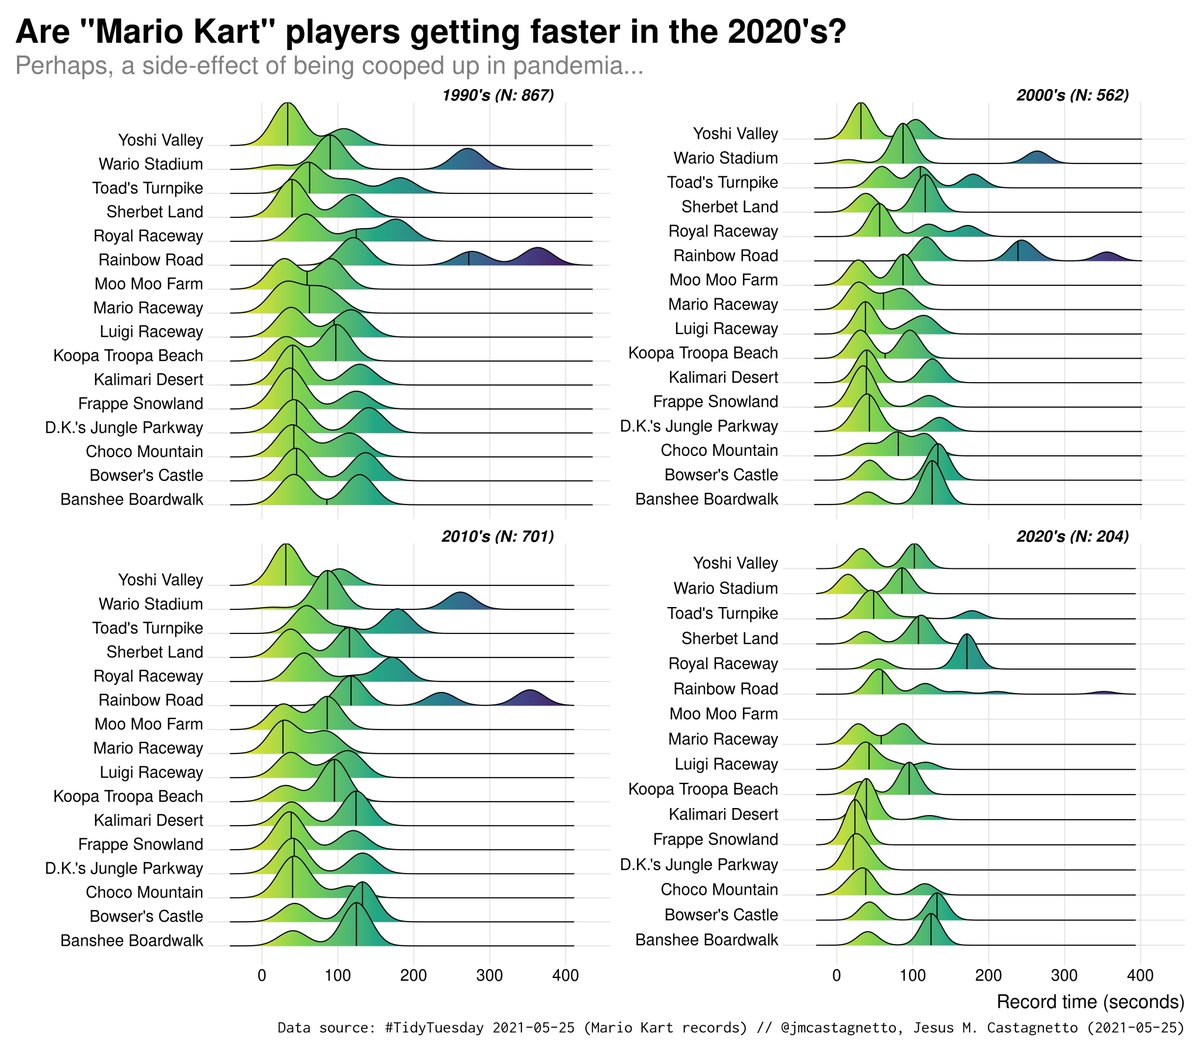 Are "Mario Kart" players getting faster in the 2020's?
Perhaps, a side-effect of being cooped up in pandemia...
1990's (N: 867)
Yoshi Valley
Wario Stadium
Toad's Turnpike
Sherbet Land
Royal Raceway
Rainbow Road
Moo Moo Farm
Mario Raceway
Luigi Raceway
Koopa Troopa Beach
Kalimari Desert
Frappe Snowland
D.K.'s Jungle Parkway
Choco Mountain
Bowser's Castle
Banshee Boardwalk
0 100 200 300 400
2000's (N: 562)
Yoshi Valley
Wario Stadium
Toad's Turnpike
Sherbet Land
Royal Raceway
Rainbow Road
Moo Moo Farm
Mario Raceway
Luigi Raceway
Koopa Troopa Beach
Kalimari Desert
Frappe Snowland
D.K.'s Jungle Parkway
Choco Mountain
Bowser's Castle
Banshee Boardwalk
0 100 200 300 400
2010's (N: 701)
Yoshi Valley
Wario Stadium
Toad's Turnpike
Sherbet Land
Royal Raceway
Rainbow Road
Moo Moo Farm
Mario Raceway
Luigi Raceway
Koopa Troopa Beach
Kalimari Desert
Frappe Snowland
D.K.'s Jungle Parkway
Choco Mountain
Bowser's Castle
Banshee Boardwalk
0 100 200 300 400
2020's (N: 204)
Yoshi Valley
Wario Stadium
Toad's Turnpike
Sherbet Land
Royal Raceway
Rainbow Road
Moo Moo Farm
Mario Raceway
Luigi Raceway
Koopa Troopa Beach
Kalimari Desert
Frappe Snowland
D.K.'s Jungle Parkway
Choco Mountain
Bowser's Castle
Banshee Boardwalk
0 100 200 300 400
Record time (seconds)
Data source: #TidyTuesday 2021-05-25 (Mario Kart records) // @jmcastagnetto, Jesus M. Castagnetto (2021-05-25)